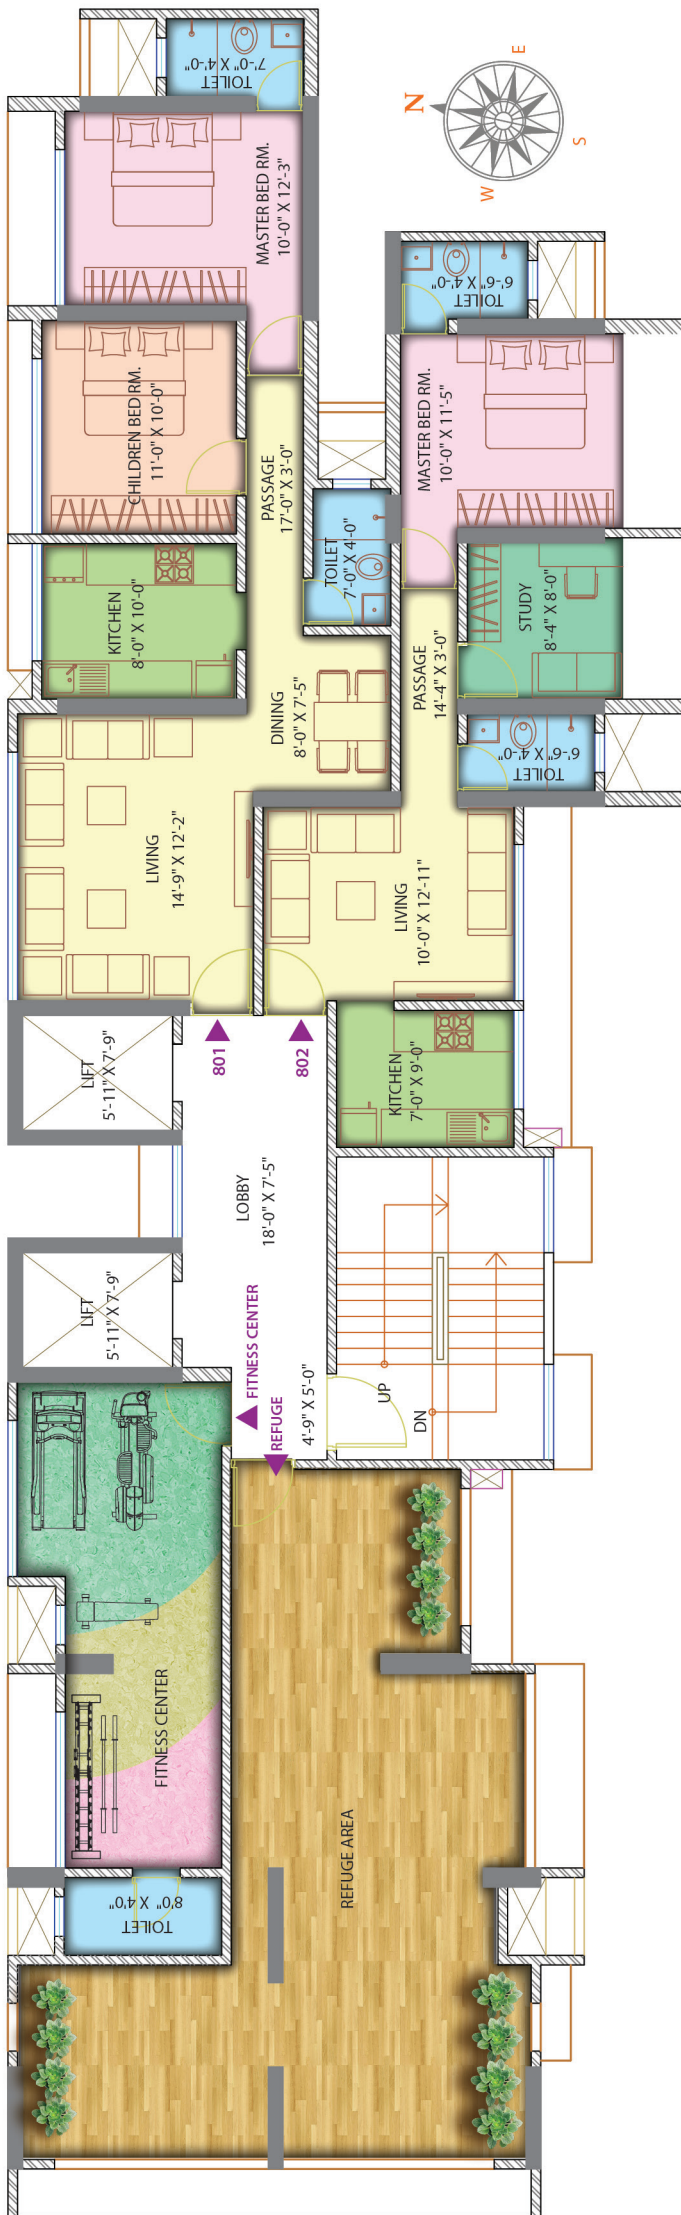 TOILET
7'-0" X 4'-0"
MASTER BED RM.
10'-0" X 12'-3"
N
E
S
W
CHILDREN BED RM.
11'-0" X 10'-0"
PASSAGE
17'-0" X 3'-0"
TOILET
6'-6" X 4'-0"
MASTER BED RM.
10'-0" X 11'-5"
KITCHEN
8'-0" X 10'-0"
TOILET
7'-0" X 4'-0"
STUDY
8'-4" X 8'-0"
PASSAGE
14'-4" X 3'-0"
DINING
8'-0" X 7'-5"
TOILET
6'-6" X 4'-0"
LIVING
14'-9" X 12'-2"
LIVING
10'-0" X 12'-11"
801
802
LIFT
5'-11" X 7'-9"
KITCHEN
7'-0" X 9'-0"
LOBBY
18'-0" X 7'-5"
LIFT
5'-11" X 7'-9"
FITNESS CENTER
REFUGE
4'-9" X 5'-0"
UP
DN
FITNESS CENTER
REFUGE AREA
TOILET
8'0" X 4'0"